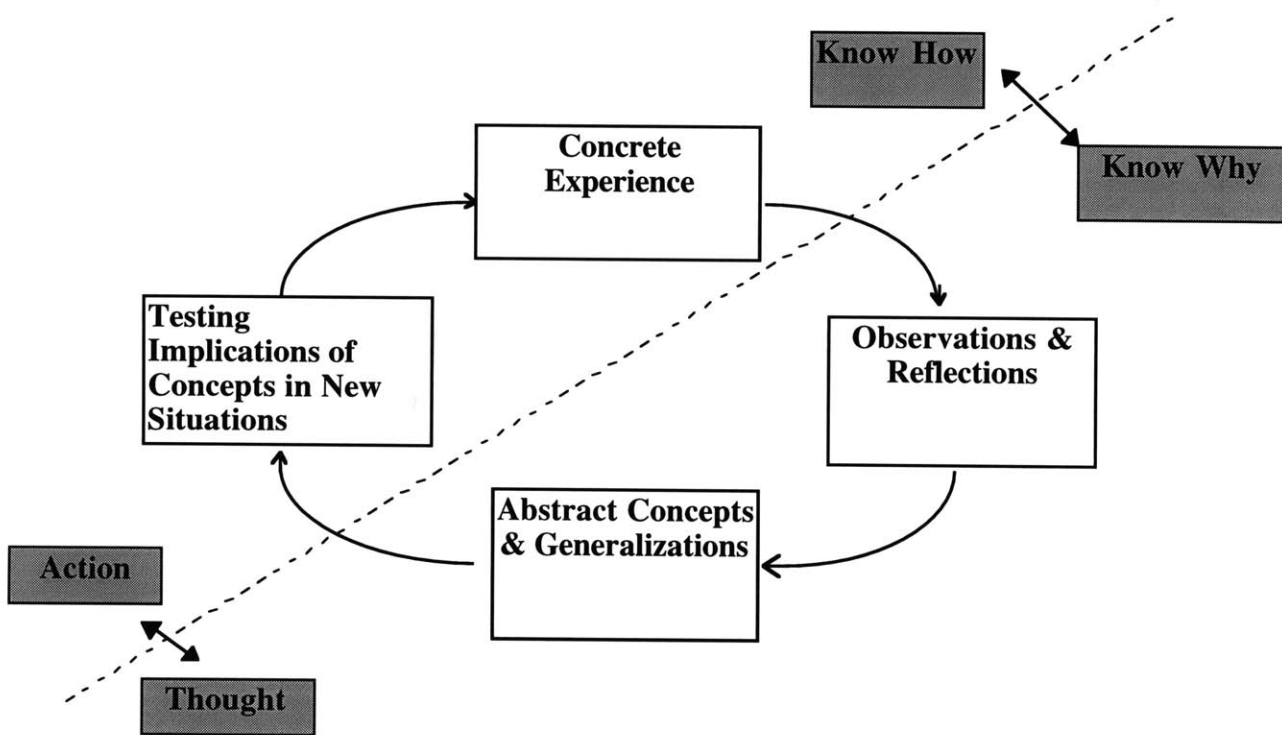 Know How
Know Why
Concrete
Experience
Testing
Implications of
Concepts in New
Situations
Observations &
Reflections
Abstract Concepts
& Generalizations
Action
Thought